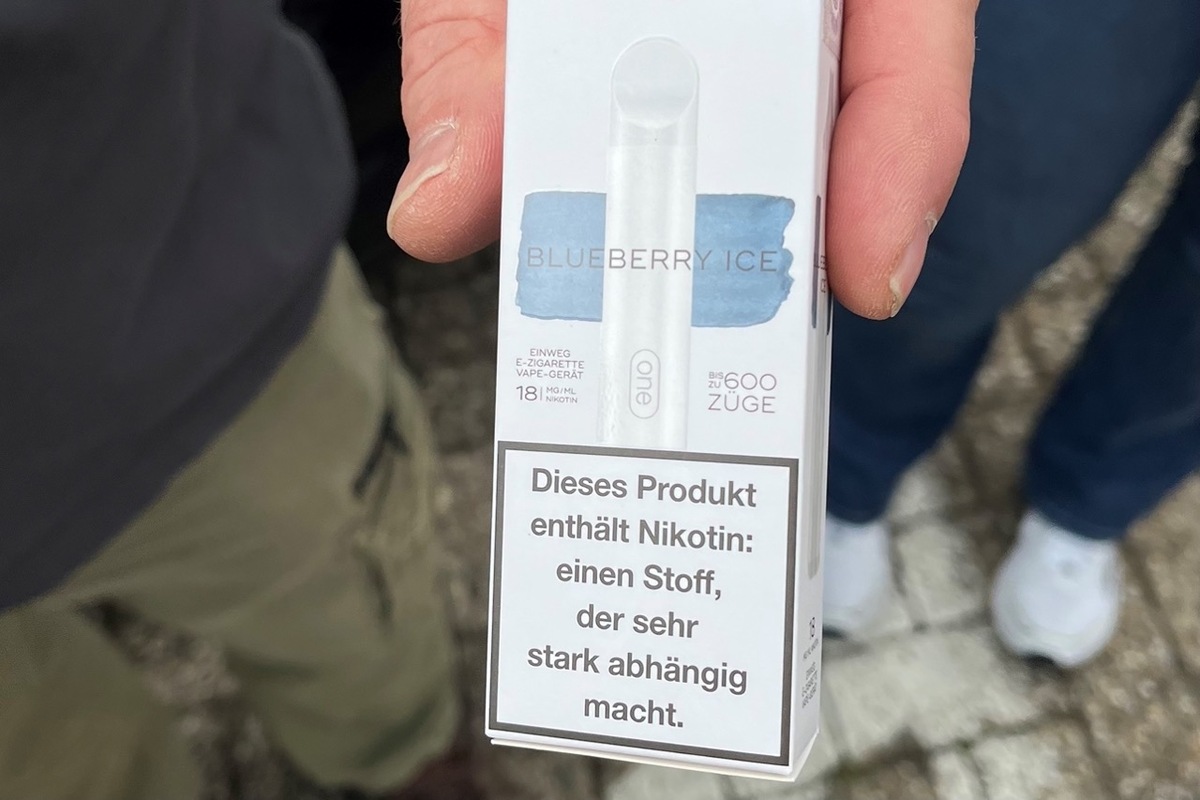 BLUEBERRY ICE
EINWEG
E-ZIGARETTE
VAPE-GERÄT
18 | MG/ML
NIKOTIN
one
BIS
ZU 600
ZÜGE
Dieses Produkt
enthält Nikotin:
einen Stoff,
der sehr
stark abhängig
macht.
18